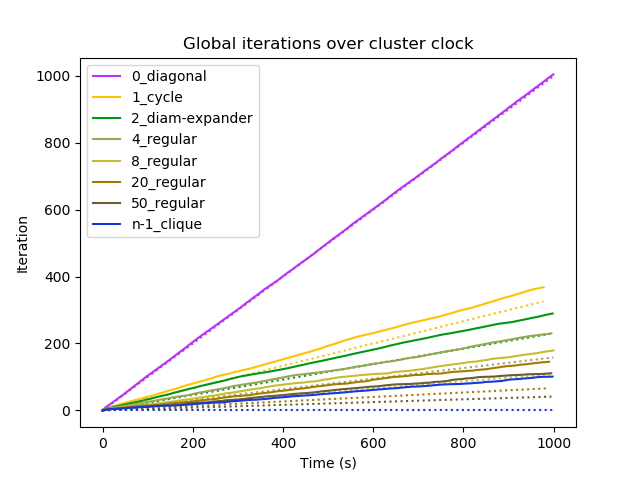 Global iterations over cluster clock
1000
800
600
400
200
0
Iteration
0_diagonal
1_cycle
2_diam-expander
4_regular
8_regular
20_regular
50_regular
n-1_clique
0 200 400 600 800 1000
Time (s)